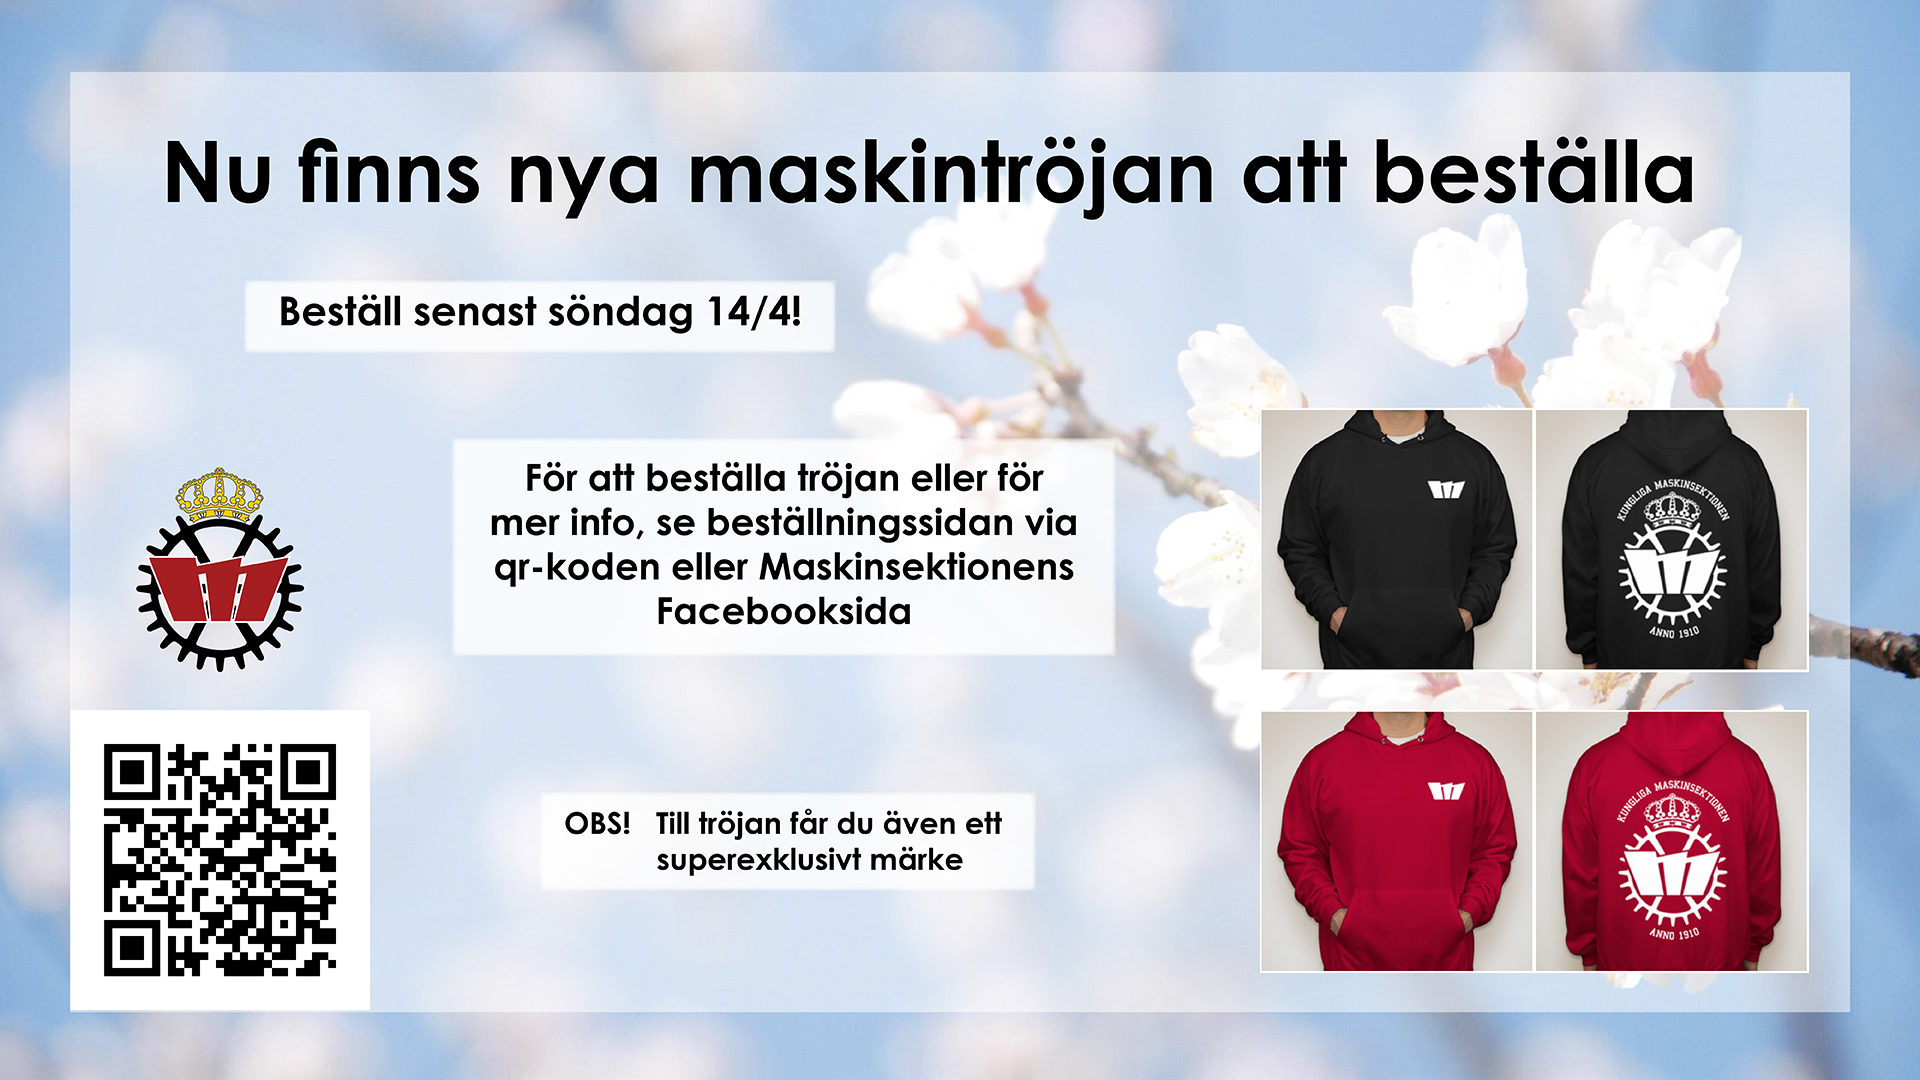 Nu finns nya maskintröjan att beställa
Beställ senast söndag 14/4!
För att beställa tröjan eller för
mer info, se beställningssidan via
qr-koden eller Maskinsektionens
Facebooksida
OBS! Till tröjan får du även ett
superexklusivt märke
KUNGLIGA MASKINSEKTIONEN
ANNO 1910
KUNGLIGA MASKINSEKTIONEN
ANNO 1910